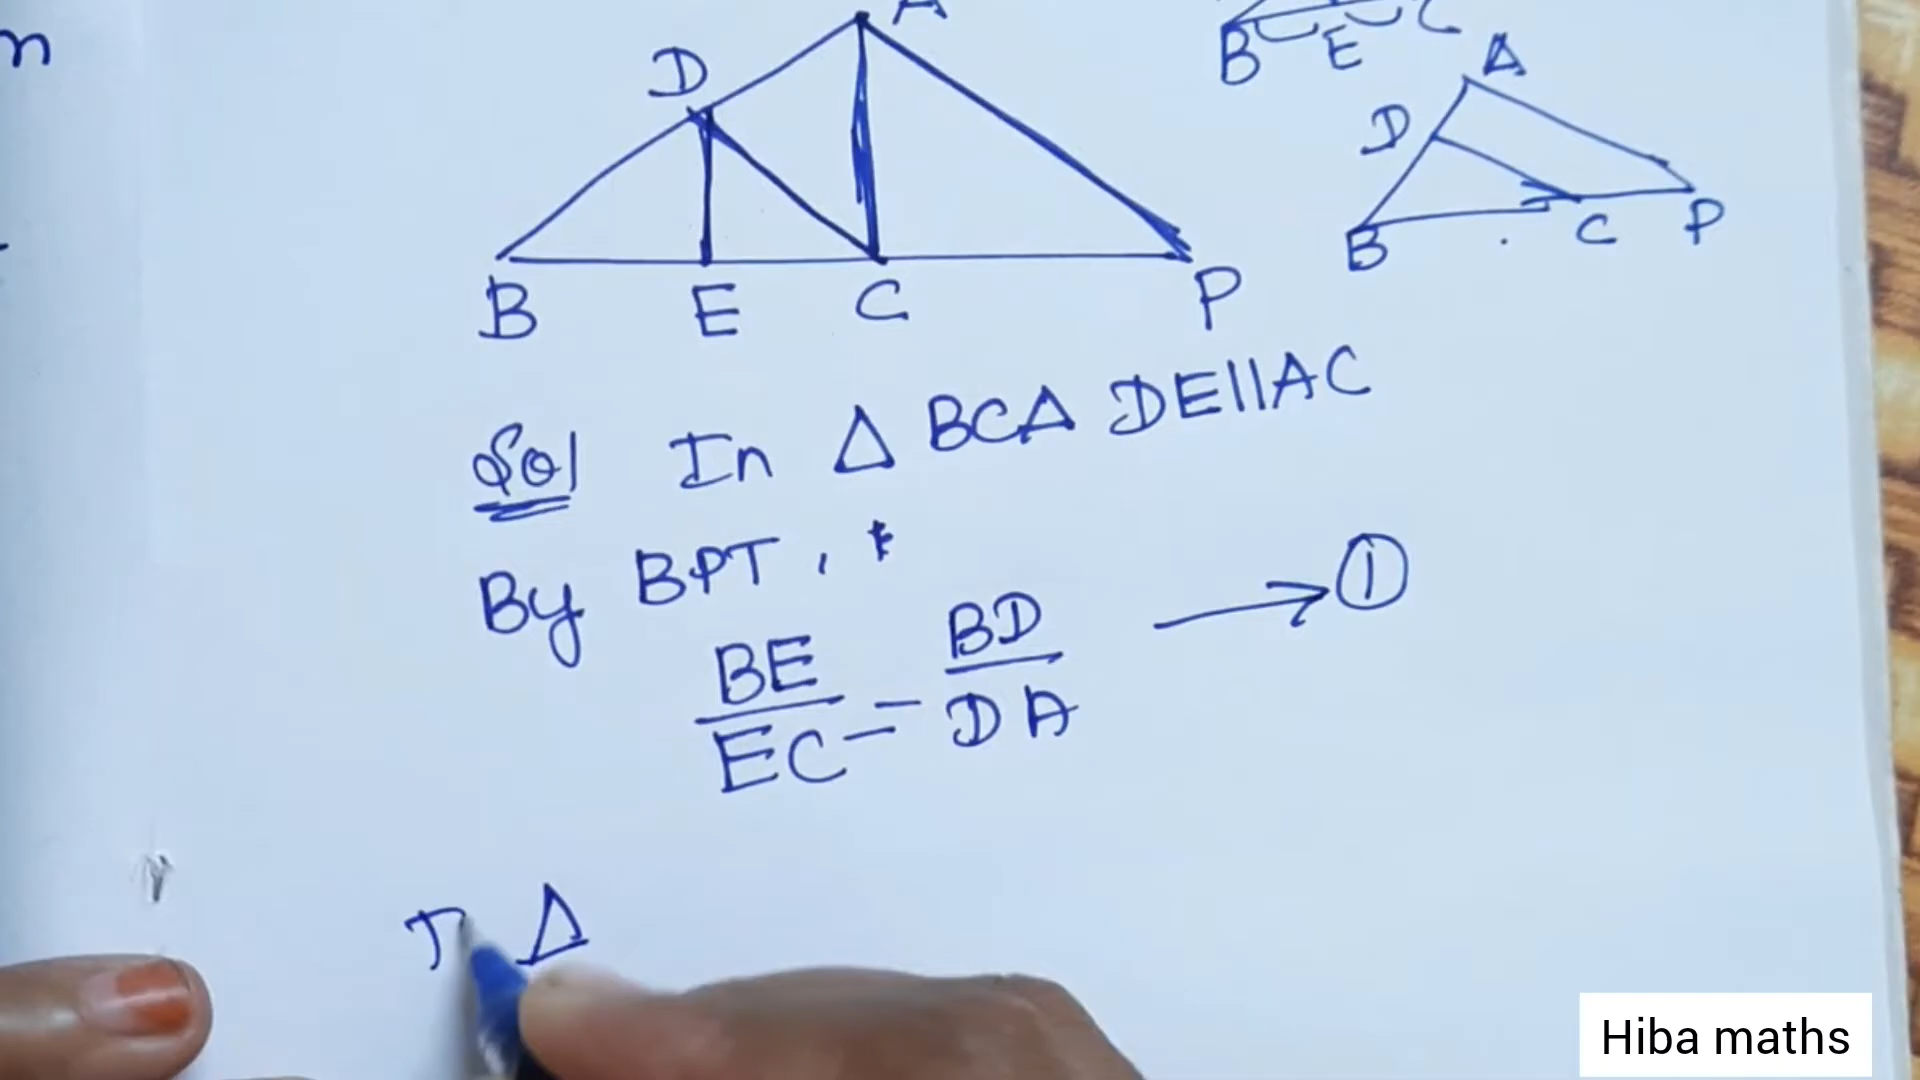 n
A
D
B E C P
B E C
A
D
B C P
Sol In Δ BCA DE||AC
By BPT,
BE/EC = BD/DA → ①
Δ
Hiba maths